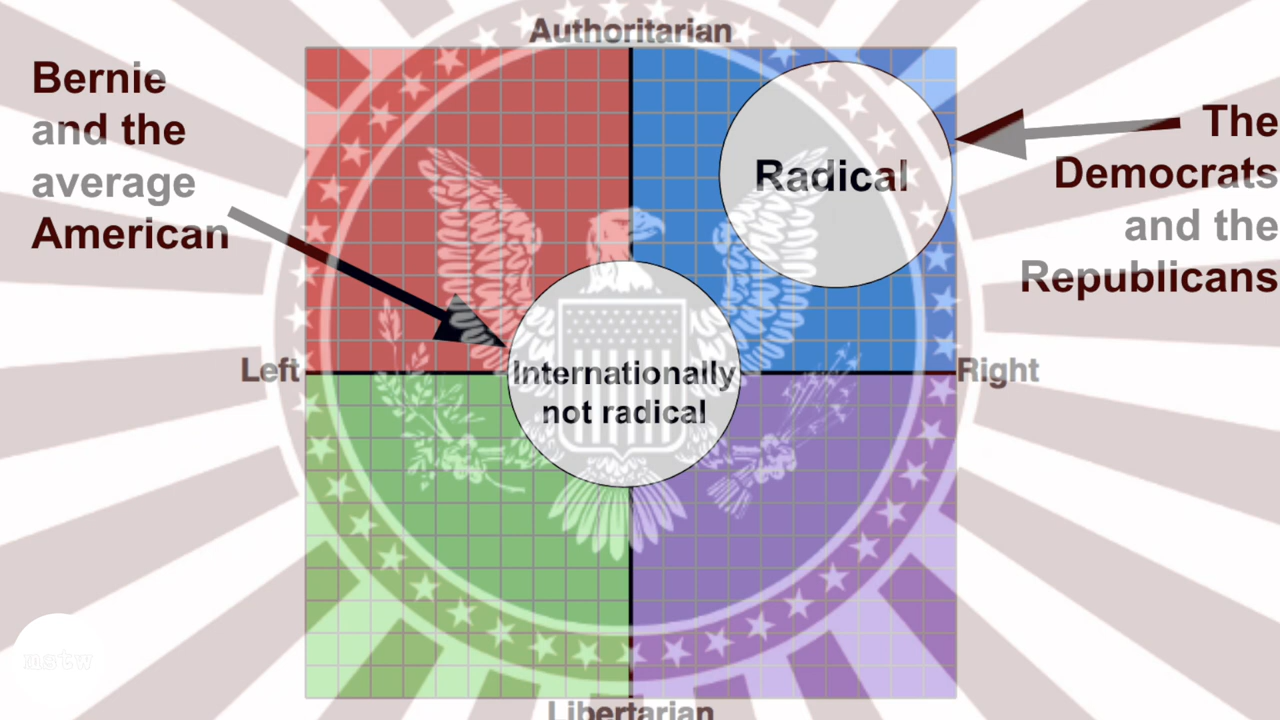 Authoritarian
Bernie
and the
average
American
Radical
The
Democrats
and the
Republicans
Left
Right
Internationally
not radical
Libertarian